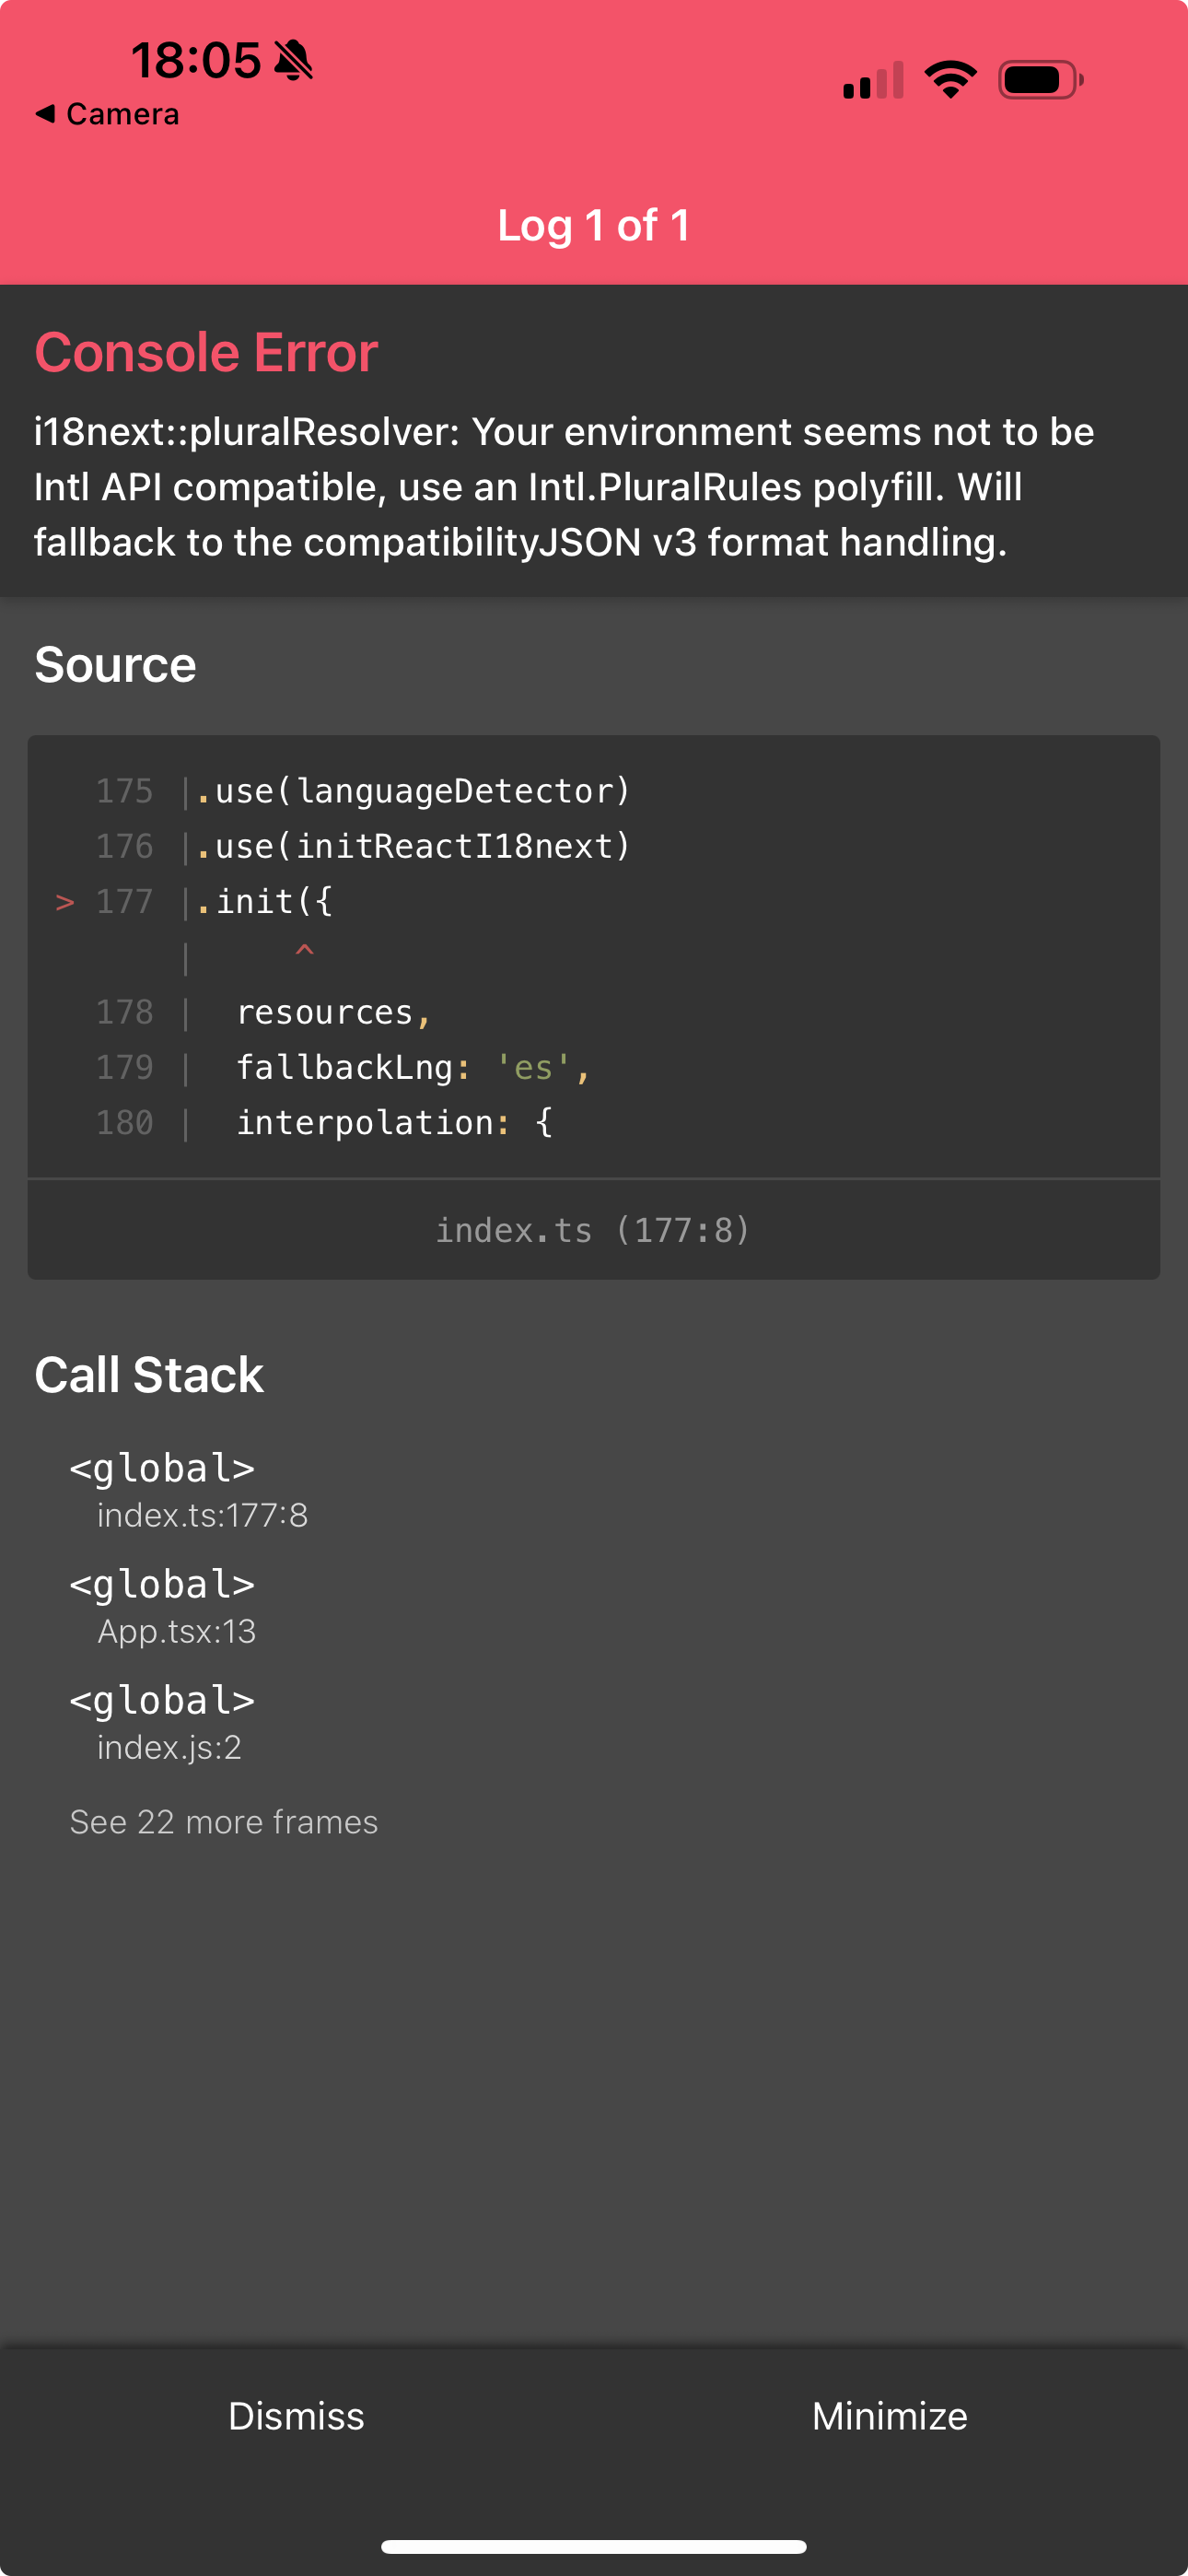 18:05
◀ Camera
Log 1 of 1
Console Error
i18next::pluralResolver: Your environment seems not to be
Intl API compatible, use an Intl.PluralRules polyfill. Will
fallback to the compatibilityJSON v3 format handling.
Source
175 |.use(languageDetector)
176 |.use(initReactI18next)
> 177 |.init({
|     ^
178 |  resources,
179 |  fallbackLng: 'es',
180 |  interpolation: {
index.ts (177:8)
Call Stack
<global>
index.ts:177:8
<global>
App.tsx:13
<global>
index.js:2
See 22 more frames
Dismiss
Minimize